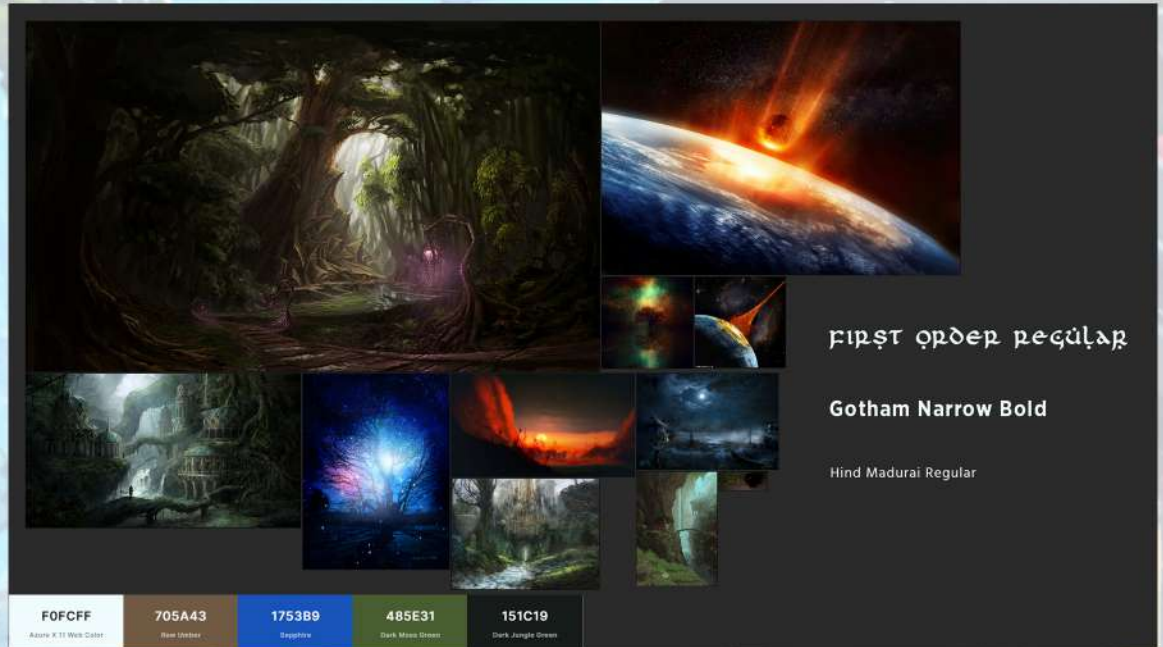 First Order Regular
Gotham Narrow Bold
Hind Madurai Regular
F0FCFF
Azure X 11 Web Color
705A43
Raw Umber
1753B9
Sapphire
485E31
Dark Moss Green
151C19
Dark Jungle Green